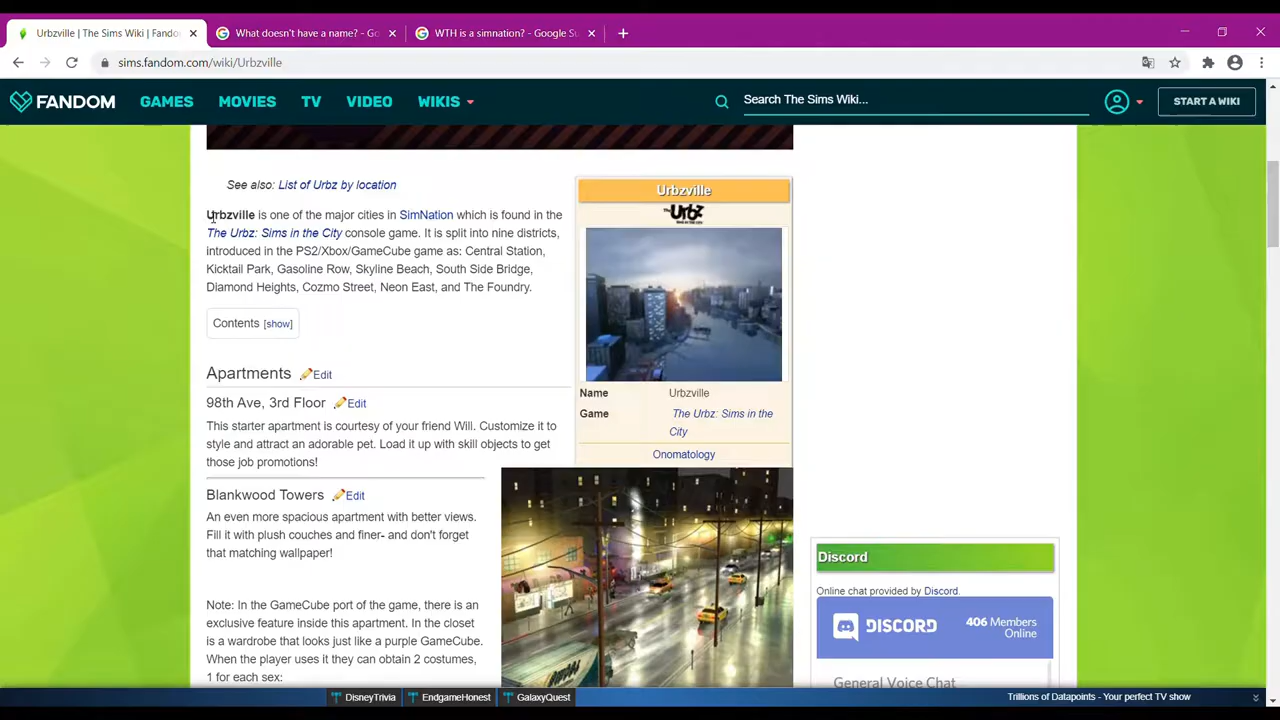 Urbzville | The Sims Wiki | Fando
What doesn't have a name? - Go
WTH is a simnation? - Google Su
sims.fandom.com/wiki/Urbzville
FANDOM
GAMES
MOVIES
TV
VIDEO
WIKIS
Search The Sims Wiki...
START A WIKI
See also: List of Urbz by location
Urbzville is one of the major cities in SimNation which is found in the
The Urbz: Sims in the City console game. It is split into nine districts,
introduced in the PS2/Xbox/GameCube game as: Central Station,
Kicktail Park, Gasoline Row, Skyline Beach, South Side Bridge,
Diamond Heights, Cozmo Street, Neon East, and The Foundry.
Contents [show]
Urbzville
The Urbz
Name Urbzville
Game The Urbz: Sims in the
City
Onomatology
Apartments Edit
98th Ave, 3rd Floor Edit
This starter apartment is courtesy of your friend Will. Customize it to
style and attract an adorable pet. Load it up with skill objects to get
those job promotions!
Blankwood Towers Edit
An even more spacious apartment with better views.
Fill it with plush couches and finer- and don't forget
that matching wallpaper!
Note: In the GameCube port of the game, there is an
exclusive feature inside this apartment. In the closet
is a wardrobe that looks just like a purple GameCube.
When the player uses it they can obtain 2 costumes,
1 for each sex:
Discord
Online chat provided by Discord.
DISCORD
406 Members
Online
General Voice Chat
DisneyTrivia
EndgameHonest
GalaxyQuest
Trillions of Datapoints - Your perfect TV show